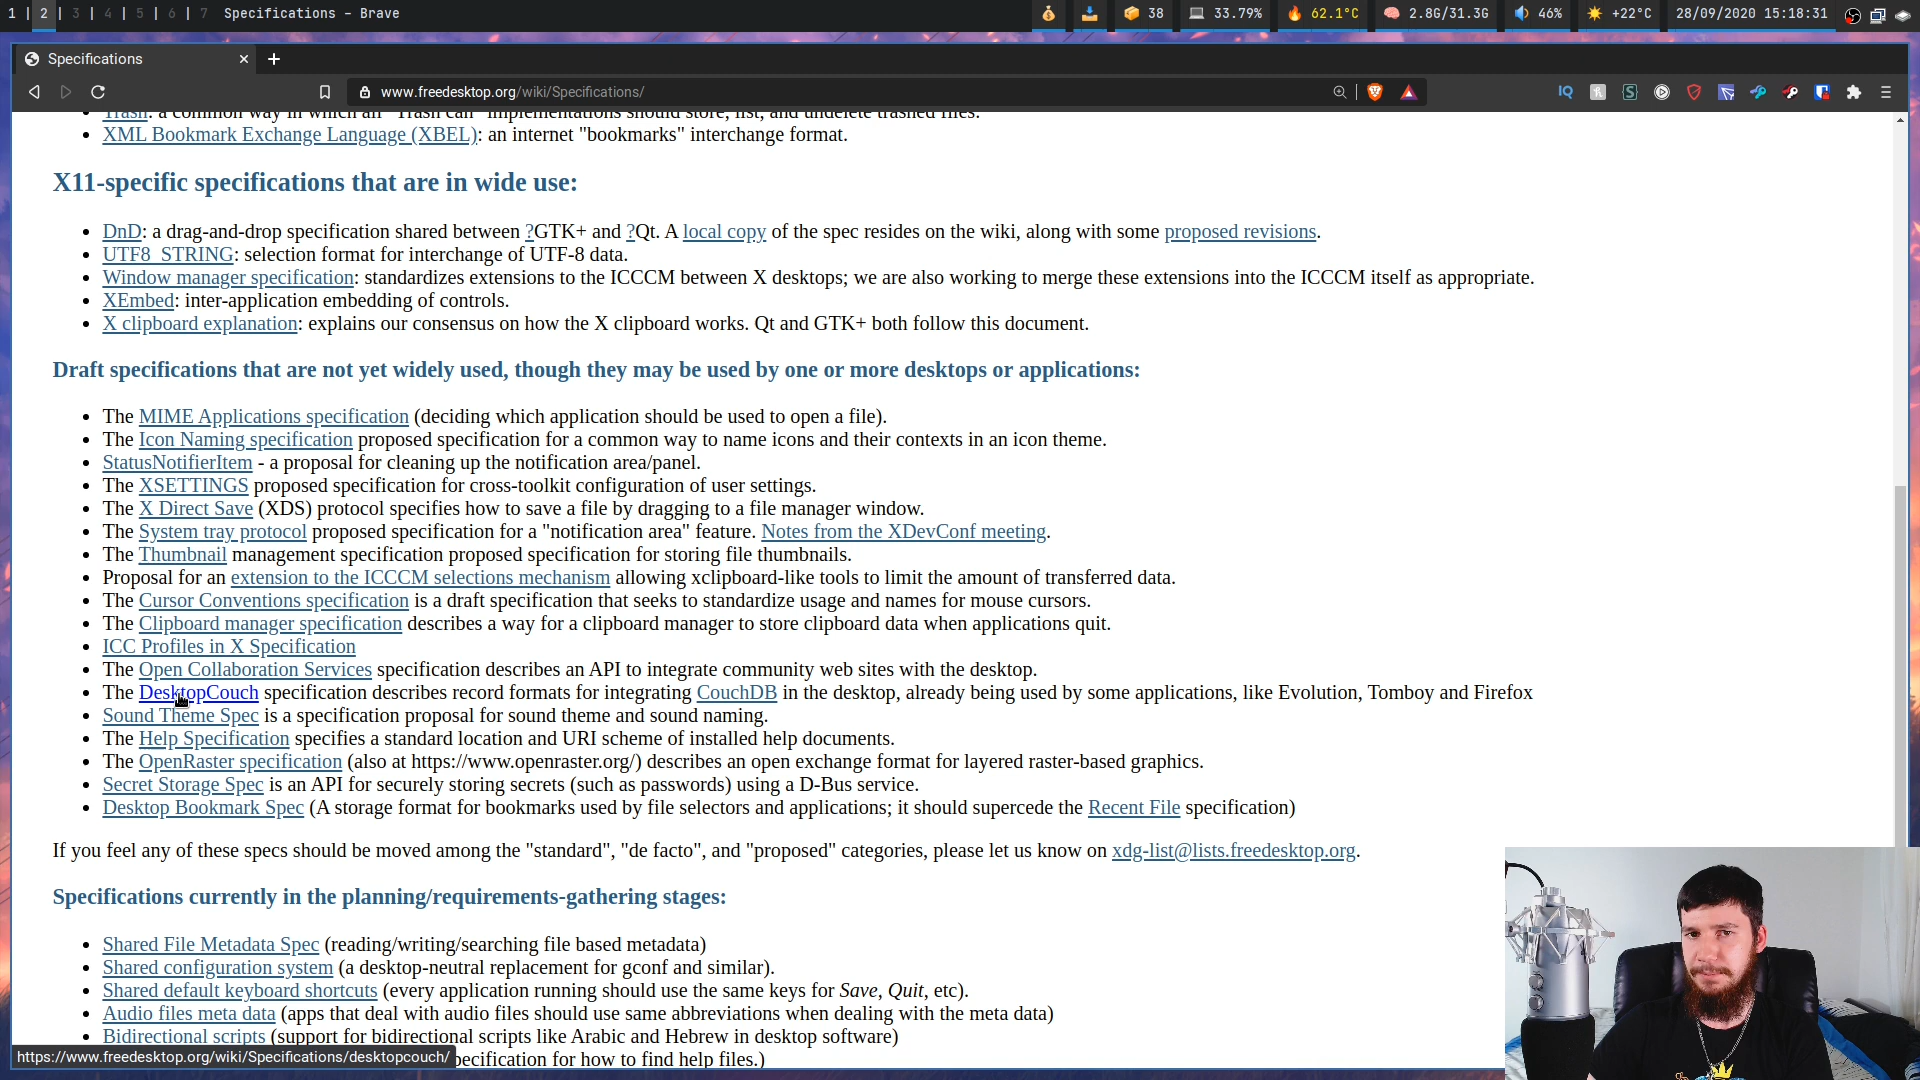 1 | 2 | 3 | 4 | 5 | 6 | 7 Specifications - Brave 38 33.79% 62.1°C 2.8G/31.3G 46% +22°C 28/09/2020 15:18:31
Specifications
www.freedesktop.org/wiki/Specifications/
Trash: a common way in which all "Trash can" implementations should store, list, and undelete trashed files.
XML Bookmark Exchange Language (XBEL): an internet "bookmarks" interchange format.
X11-specific specifications that are in wide use:
DnD: a drag-and-drop specification shared between ?GTK+ and ?Qt. A local copy of the spec resides on the wiki, along with some proposed revisions.
UTF8_STRING: selection format for interchange of UTF-8 data.
Window manager specification: standardizes extensions to the ICCCM between X desktops; we are also working to merge these extensions into the ICCCM itself as appropriate.
XEmbed: inter-application embedding of controls.
X clipboard explanation: explains our consensus on how the X clipboard works. Qt and GTK+ both follow this document.
Draft specifications that are not yet widely used, though they may be used by one or more desktops or applications:
The MIME Applications specification (deciding which application should be used to open a file).
The Icon Naming specification proposed specification for a common way to name icons and their contexts in an icon theme.
StatusNotifierItem - a proposal for cleaning up the notification area/panel.
The XSETTINGS proposed specification for cross-toolkit configuration of user settings.
The X Direct Save (XDS) protocol specifies how to save a file by dragging to a file manager window.
The System tray protocol proposed specification for a "notification area" feature. Notes from the XDevConf meeting.
The Thumbnail management specification proposed specification for storing file thumbnails.
Proposal for an extension to the ICCCM selections mechanism allowing xclipboard-like tools to limit the amount of transferred data.
The Cursor Conventions specification is a draft specification that seeks to standardize usage and names for mouse cursors.
The Clipboard manager specification describes a way for a clipboard manager to store clipboard data when applications quit.
ICC Profiles in X Specification
The Open Collaboration Services specification describes an API to integrate community web sites with the desktop.
The DesktopCouch specification describes record formats for integrating CouchDB in the desktop, already being used by some applications, like Evolution, Tomboy and Firefox
Sound Theme Spec is a specification proposal for sound theme and sound naming.
The Help Specification specifies a standard location and URI scheme of installed help documents.
The OpenRaster specification (also at https://www.openraster.org/) describes an open exchange format for layered raster-based graphics.
Secret Storage Spec is an API for securely storing secrets (such as passwords) using a D-Bus service.
Desktop Bookmark Spec (A storage format for bookmarks used by file selectors and applications; it should supercede the Recent File specification)
If you feel any of these specs should be moved among the "standard", "de facto", and "proposed" categories, please let us know on xdg-list@lists.freedesktop.org.
Specifications currently in the planning/requirements-gathering stages:
Shared File Metadata Spec (reading/writing/searching file based metadata)
Shared configuration system (a desktop-neutral replacement for gconf and similar).
Shared default keyboard shortcuts (every application running should use the same keys for Save, Quit, etc).
Audio files meta data (apps that deal with audio files should use same abbreviations when dealing with the meta data)
Bidirectional scripts (support for bidirectional scripts like Arabic and Hebrew in desktop software)
https://www.freedesktop.org/wiki/Specifications/desktopcouch/ pecification for how to find help files.)